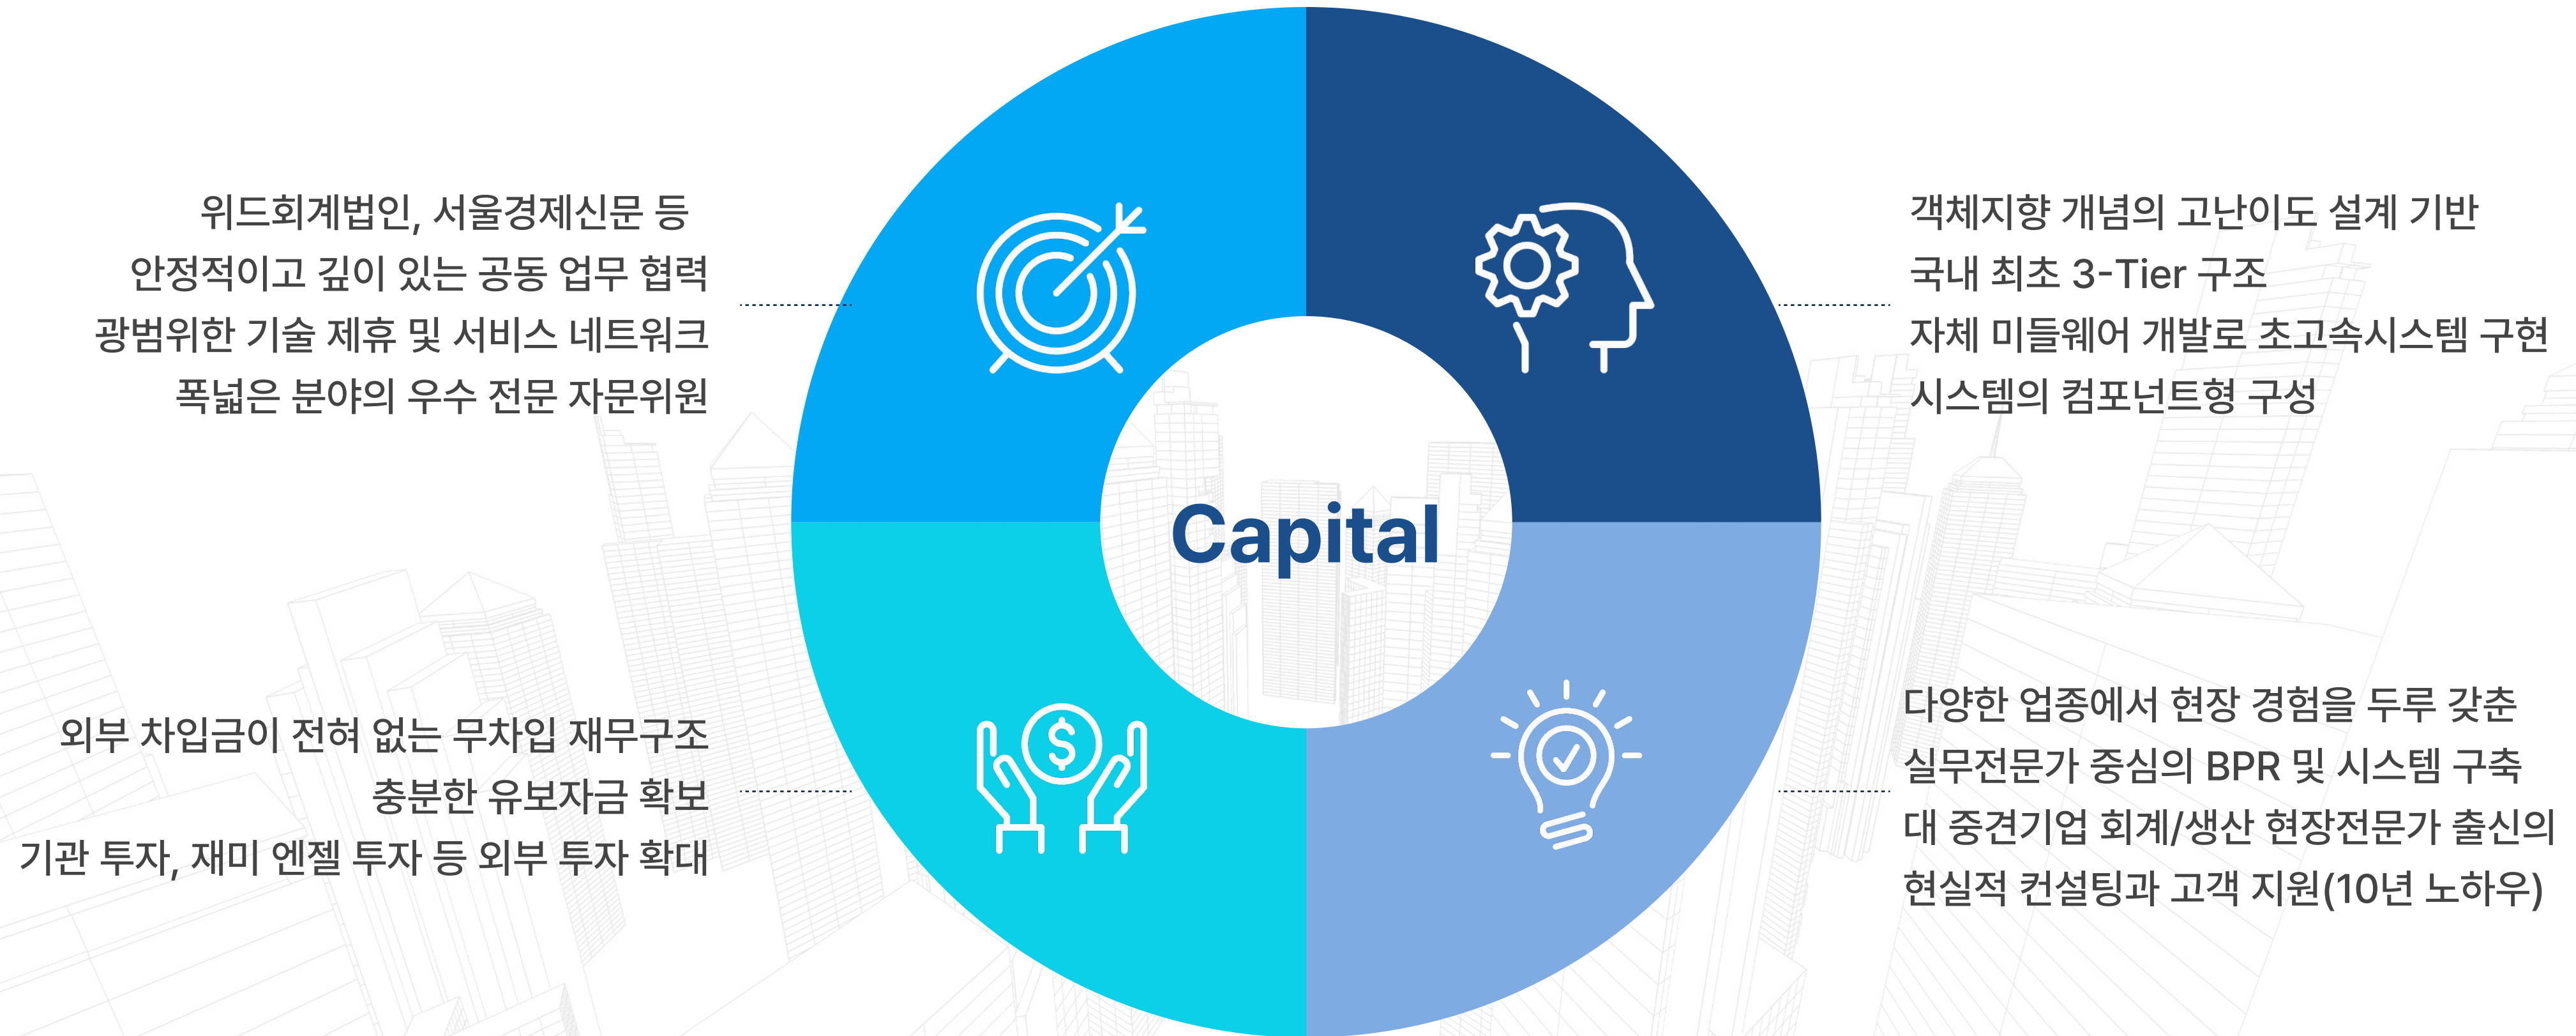 위드회계법인, 서울경제신문 등
안정적이고 깊이 있는 공동 업무 협력
광범위한 기술 제휴 및 서비스 네트워크
폭넓은 분야의 우수 전문 자문위원
객체지향 개념의 고난이도 설계 기반
국내 최초 3-Tier 구조
자체 미들웨어 개발로 초고속시스템 구현
시스템의 컴포넌트형 구성
Capital
$
외부 차입금이 전혀 없는 무차입 재무구조
충분한 유보자금 확보
기관 투자, 재미 엔젤 투자 등 외부 투자 확대
다양한 업종에서 현장 경험을 두루 갖춘
실무전문가 중심의 BPR 및 시스템 구축
대 중견기업 회계/생산 현장전문가 출신의
현실적 컨설팅과 고객 지원(10년 노하우)